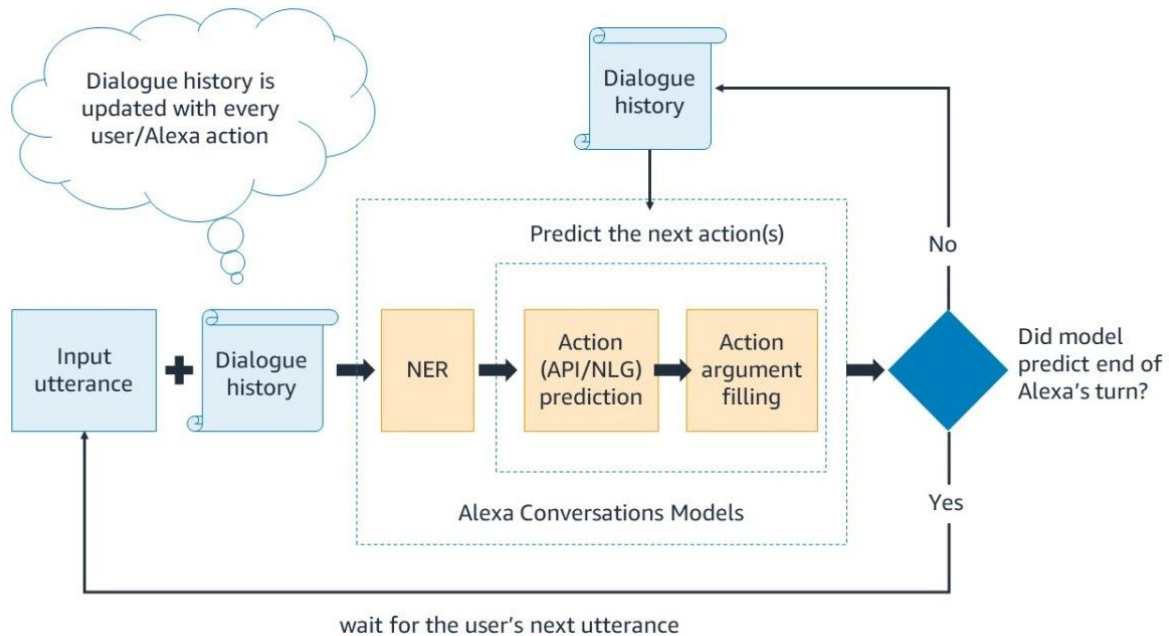 Dialogue history is
updated with every
user/Alexa action
Dialogue
history
Predict the next action(s)
No
Input
utterance
Dialogue
history
NER
Action
(API/NLG)
prediction
Action
argument
filling
Did model
predict end of
Alexa's turn?
Yes
Alexa Conversations Models
wait for the user's next utterance